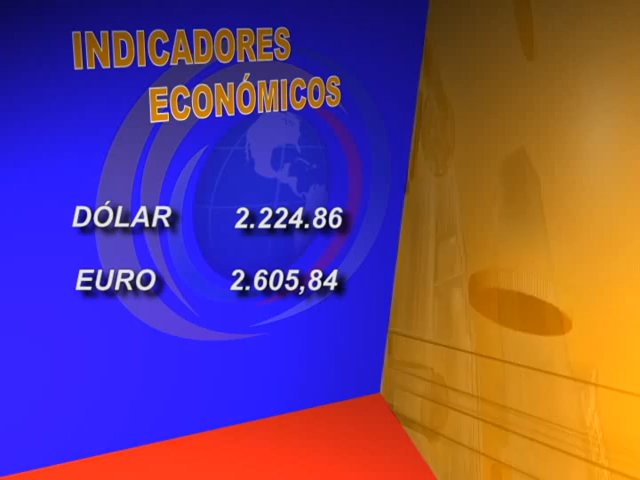 INDICADORES
ECONÓMICOS
DÓLAR 2.224.86
EURO 2.605,84